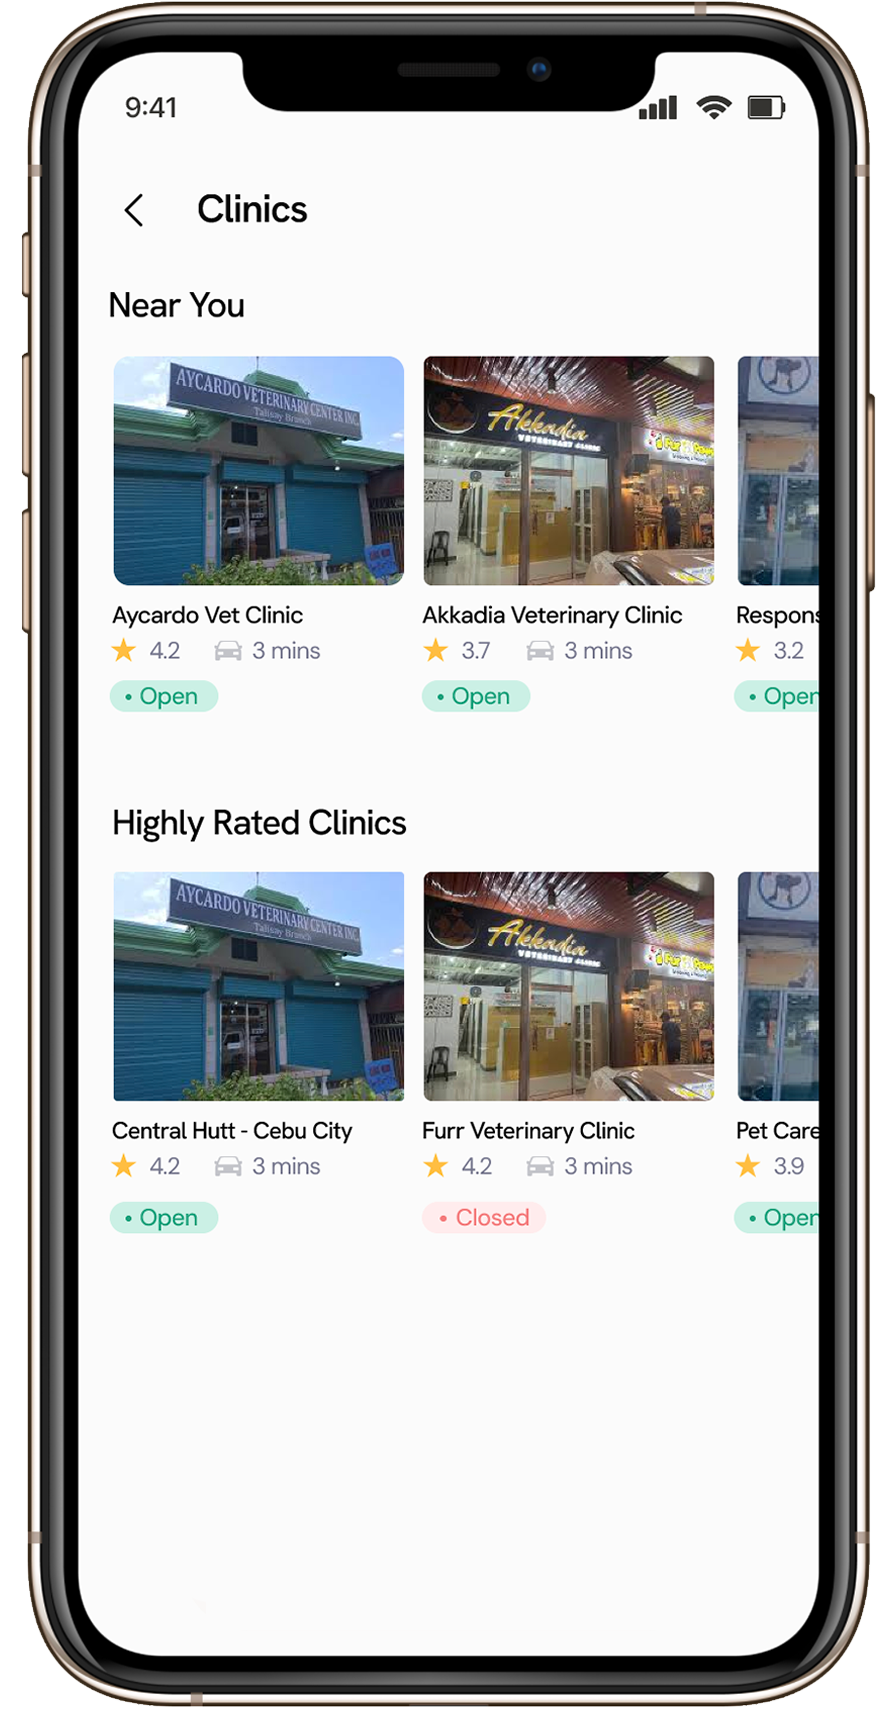 9:41
Clinics
Near You
AYCARDO VETERINARY CENTER INC.
Talisay Branch
Akkadia
VETERINARY CLINIC
Aycardo Vet Clinic
Akkadia Veterinary Clinic
Respons
4.2
3 mins
3.7
3 mins
3.2
• Open
• Open
• Open
Highly Rated Clinics
AYCARDO VETERINARY CENTER INC.
Talisay Branch
Akkadia
VETERINARY CLINIC
Central Hutt - Cebu City
Furr Veterinary Clinic
Pet Care
4.2
3 mins
4.2
3 mins
3.9
• Open
• Closed
• Open